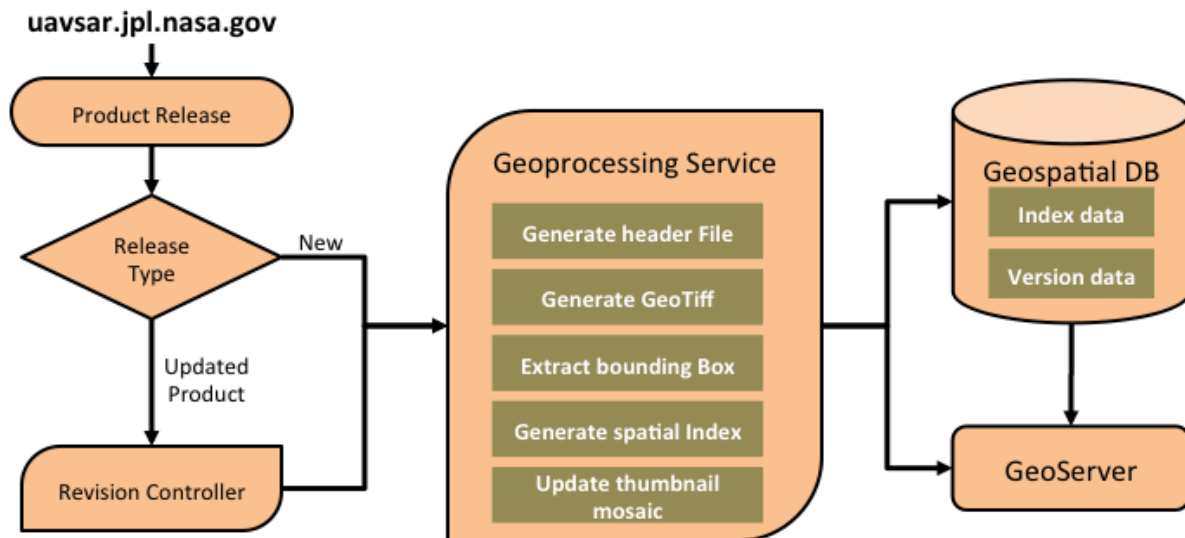 uavsar.jpl.nasa.gov
Product Release
Release
Type
New
Updated
Product
Revision Controller
Geoprocessing Service
Generate header File
Generate GeoTiff
Extract bounding Box
Generate spatial Index
Update thumbnail
mosaic
Geospatial DB
Index data
Version data
GeoServer